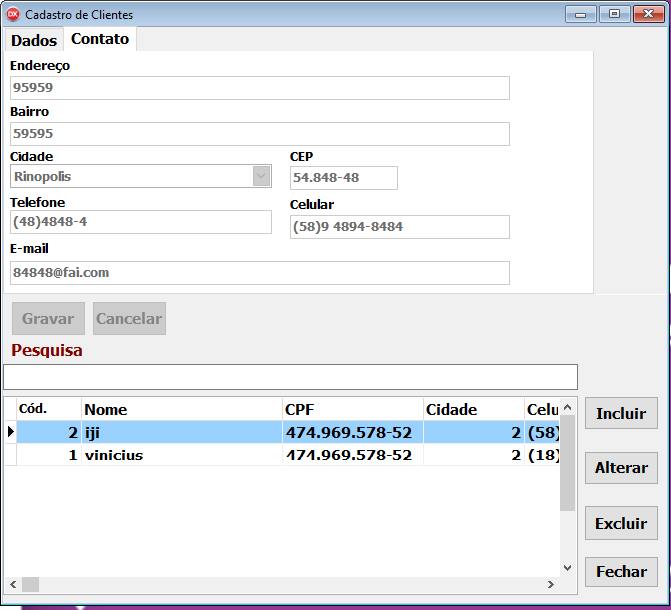 DX Cadastro de Clientes
Dados Contato
Endereço
95959
Bairro
59595
Cidade CEP
Rinopolis 54.848-48
Telefone Celular
(48)4848-4 (58)9 4894-8484
E-mail
84848@fai.com
Gravar Cancelar
Pesquisa
Cód. Nome CPF Cidade Celu
2 iji 474.969.578-52 2 (58)
1 vinicius 474.969.578-52 2 (18)
Incluir
Alterar
Excluir
Fechar